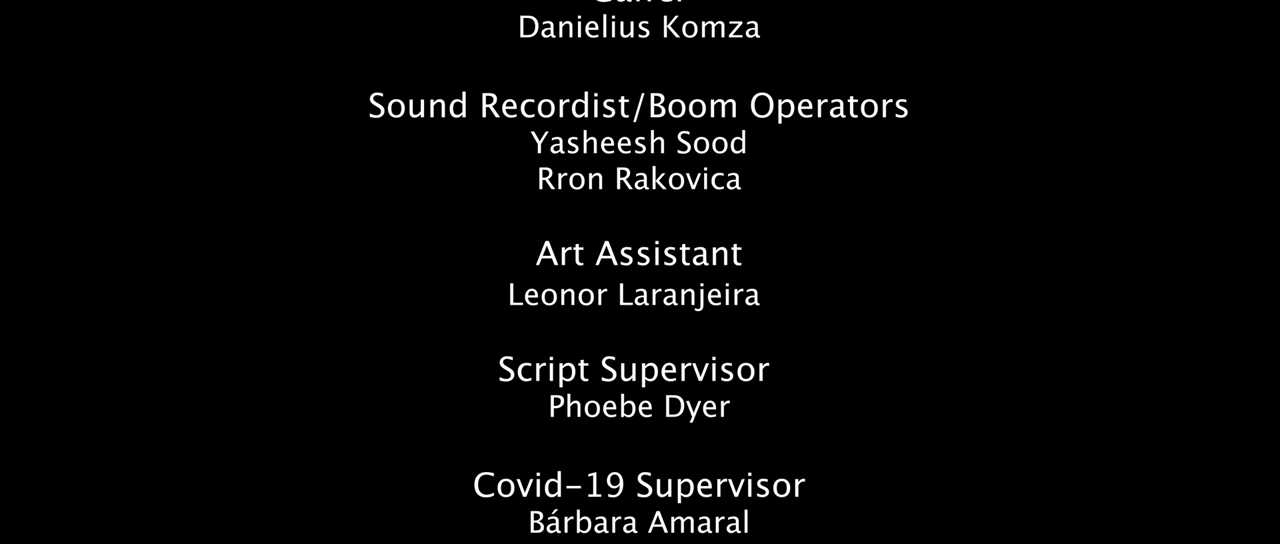 Danielius Komza
Sound Recordist/Boom Operators
Yasheesh Sood
Rron Rakovica
Art Assistant
Leonor Laranjeira
Script Supervisor
Phoebe Dyer
Covid-19 Supervisor
Bárbara Amaral